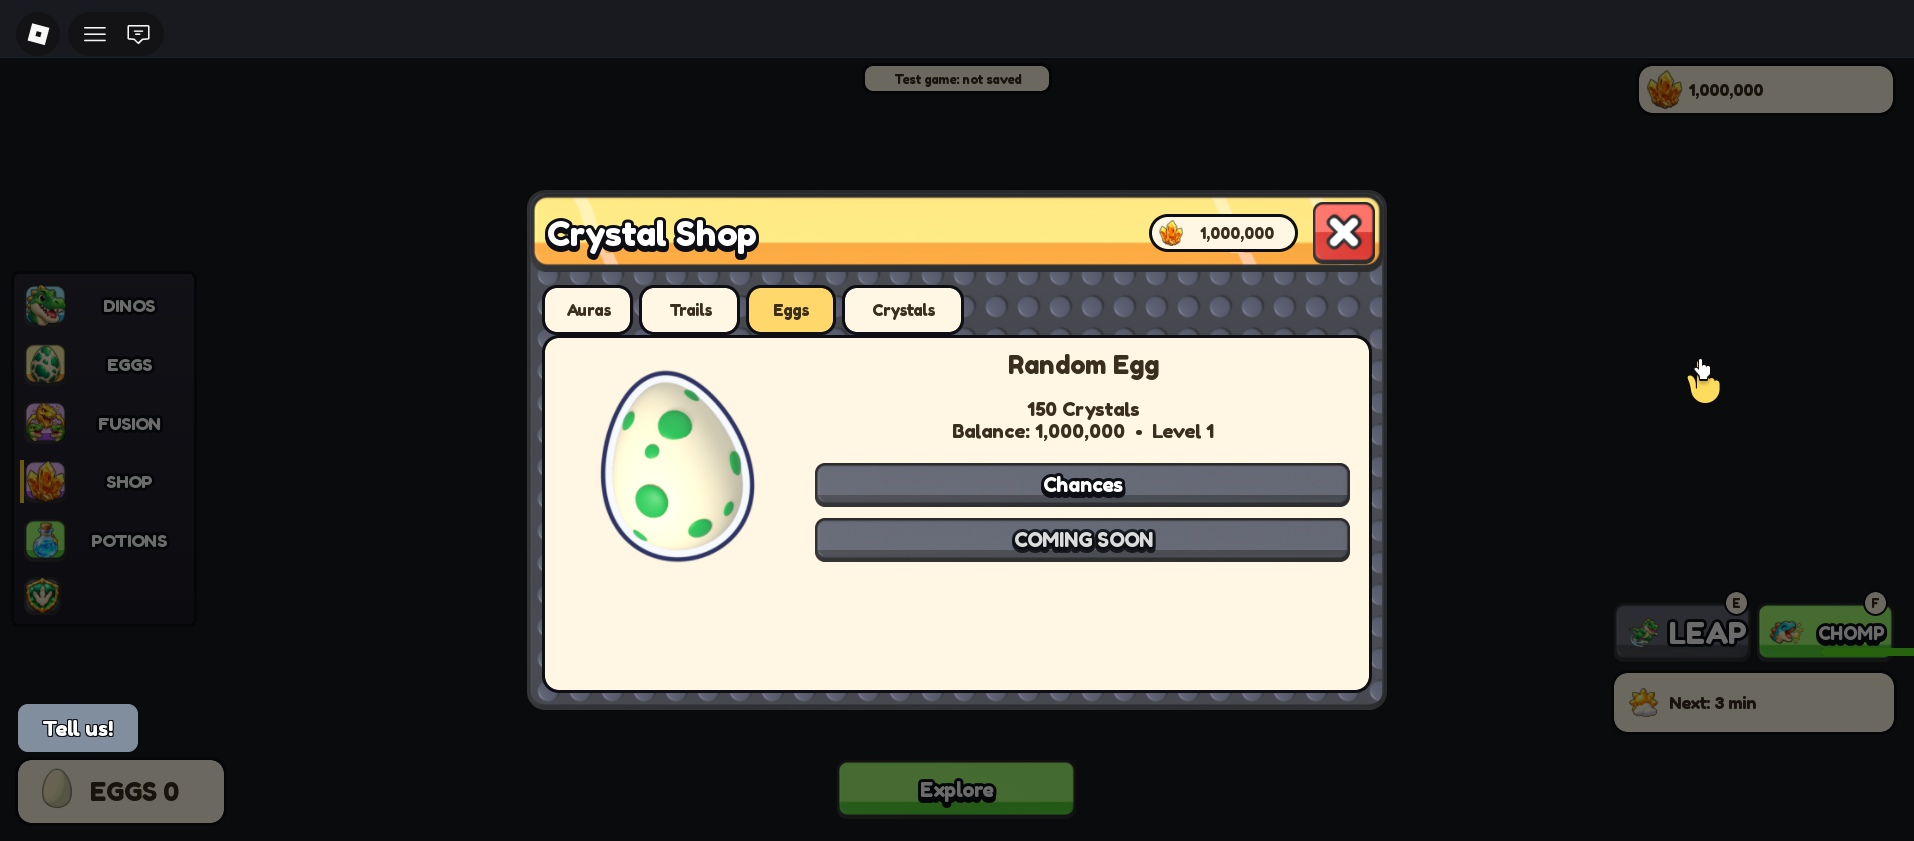 Test game: not saved
1,000,000
Crystal Shop
1,000,000
Auras
Trails
Eggs
Crystals
Random Egg
150 Crystals
Balance: 1,000,000 • Level 1
Chances
COMING SOON
DINOS
EGGS
FUSION
SHOP
POTIONS
E
F
LEAP
CHOMP
Next: 3 min
Tell us!
EGGS 0
Explore